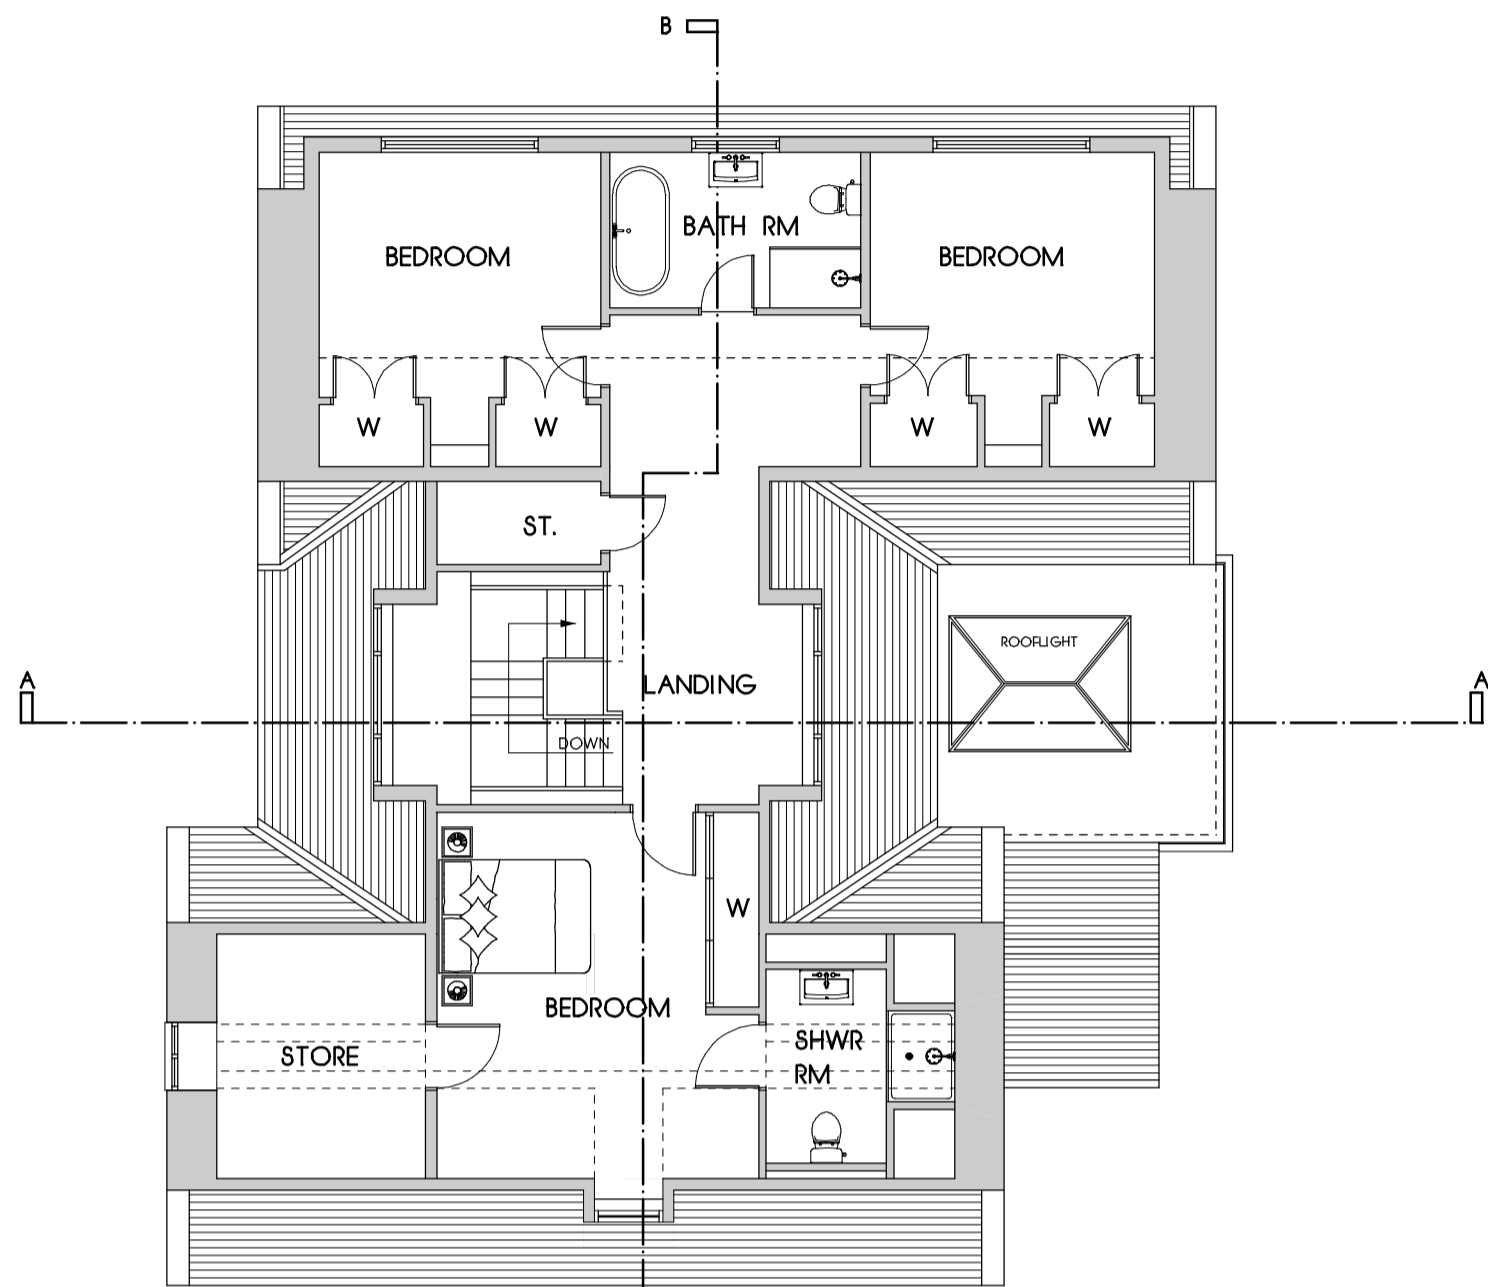 B
BATH RM
BEDROOM
BEDROOM
W
W
W
W
ST.
ROOFLIGHT
A
LANDING
A
DOWN
W
BEDROOM
STORE
SHWR
RM